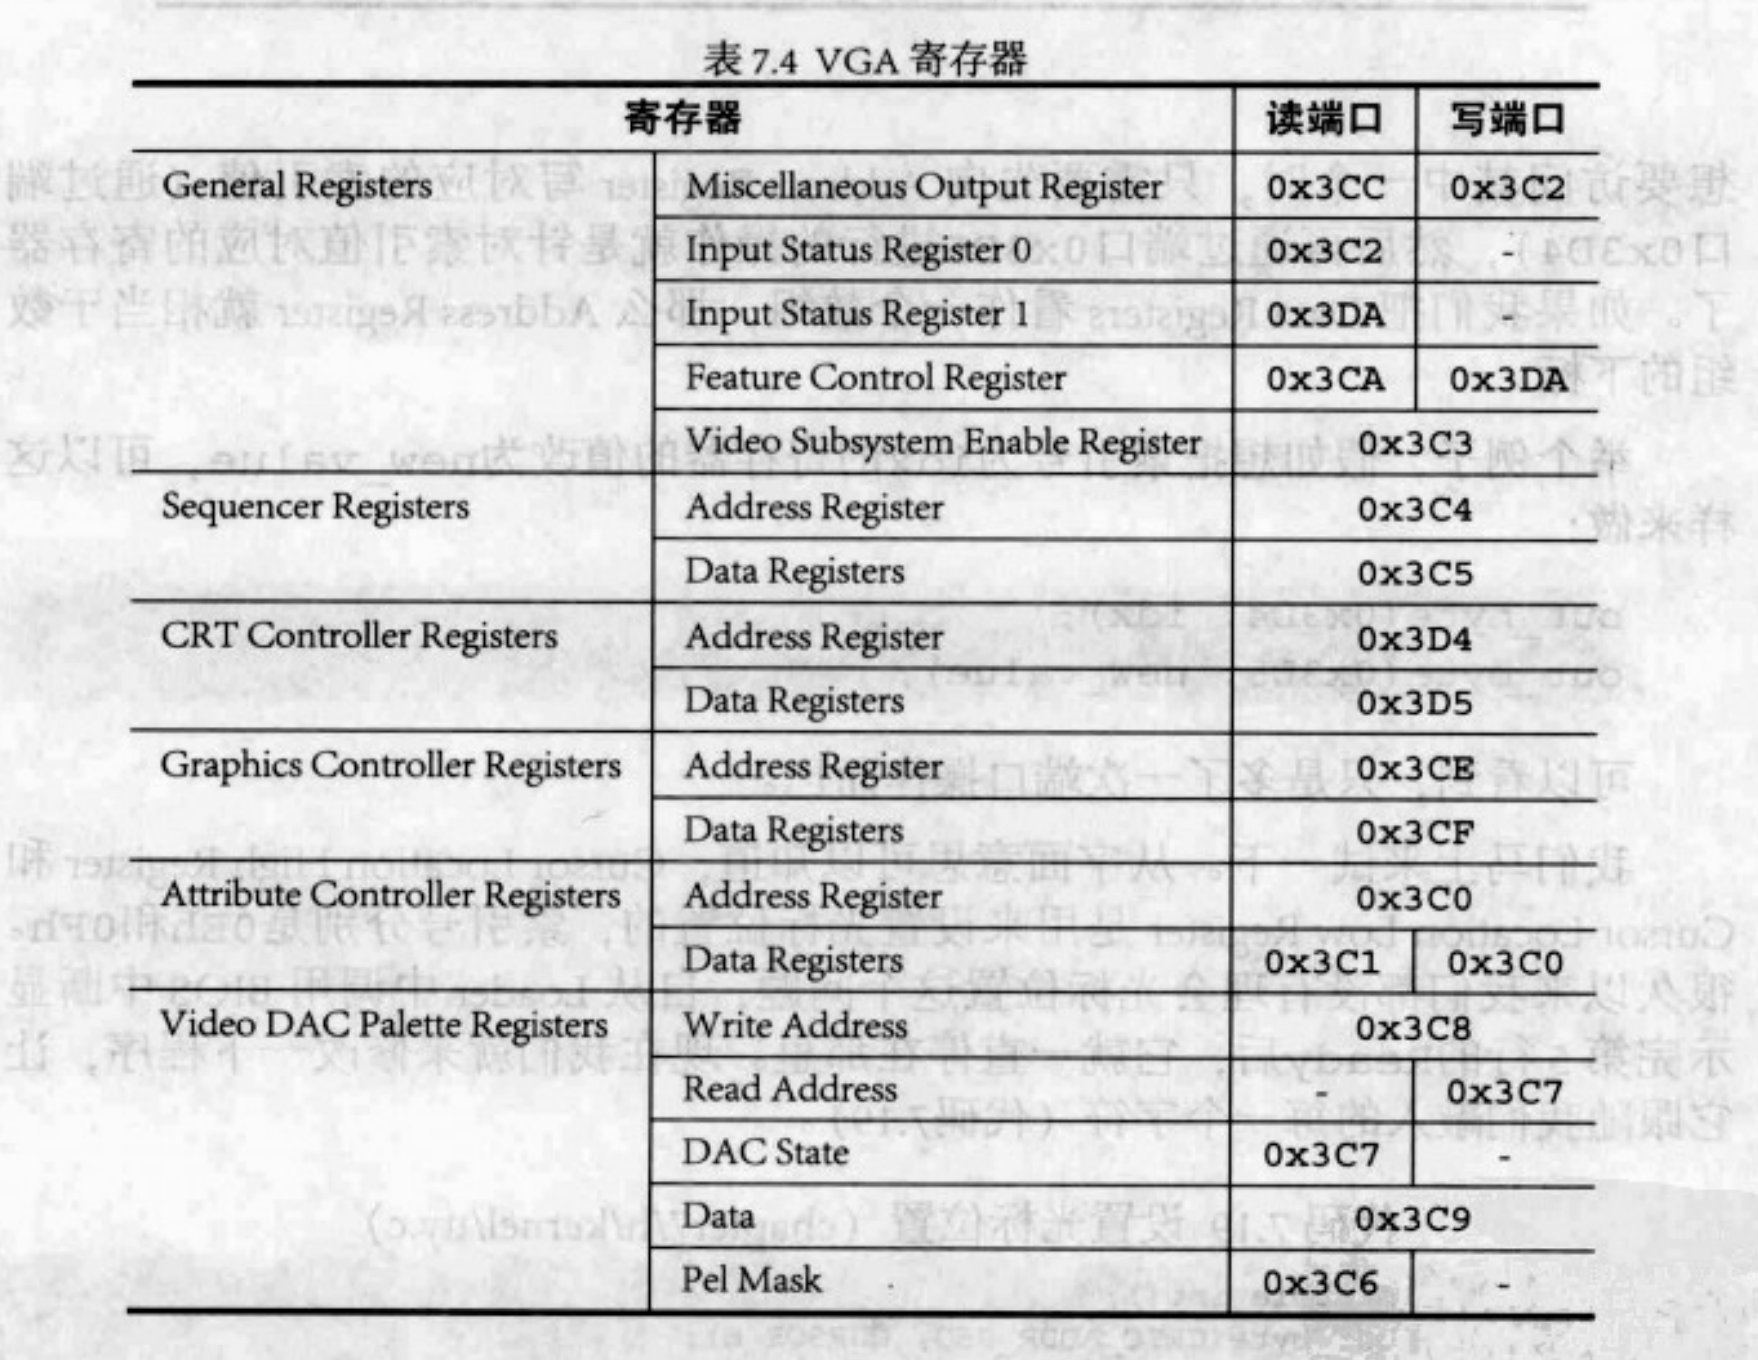 表 7.4 VGA 寄存器
寄存器 读端口 写端口
General Registers Miscellaneous Output Register 0x3CC 0x3C2
Input Status Register 0 0x3C2 -
Input Status Register 1 0x3DA -
Feature Control Register 0x3CA 0x3DA
Video Subsystem Enable Register 0x3C3
Sequencer Registers Address Register 0x3C4
Data Registers 0x3C5
CRT Controller Registers Address Register 0x3D4
Data Registers 0x3D5
Graphics Controller Registers Address Register 0x3CE
Data Registers 0x3CF
Attribute Controller Registers Address Register 0x3C0
Data Registers 0x3C1 0x3C0
Video DAC Palette Registers Write Address 0x3C8
Read Address - 0x3C7
DAC State 0x3C7 -
Data 0x3C9
Pel Mask 0x3C6 -